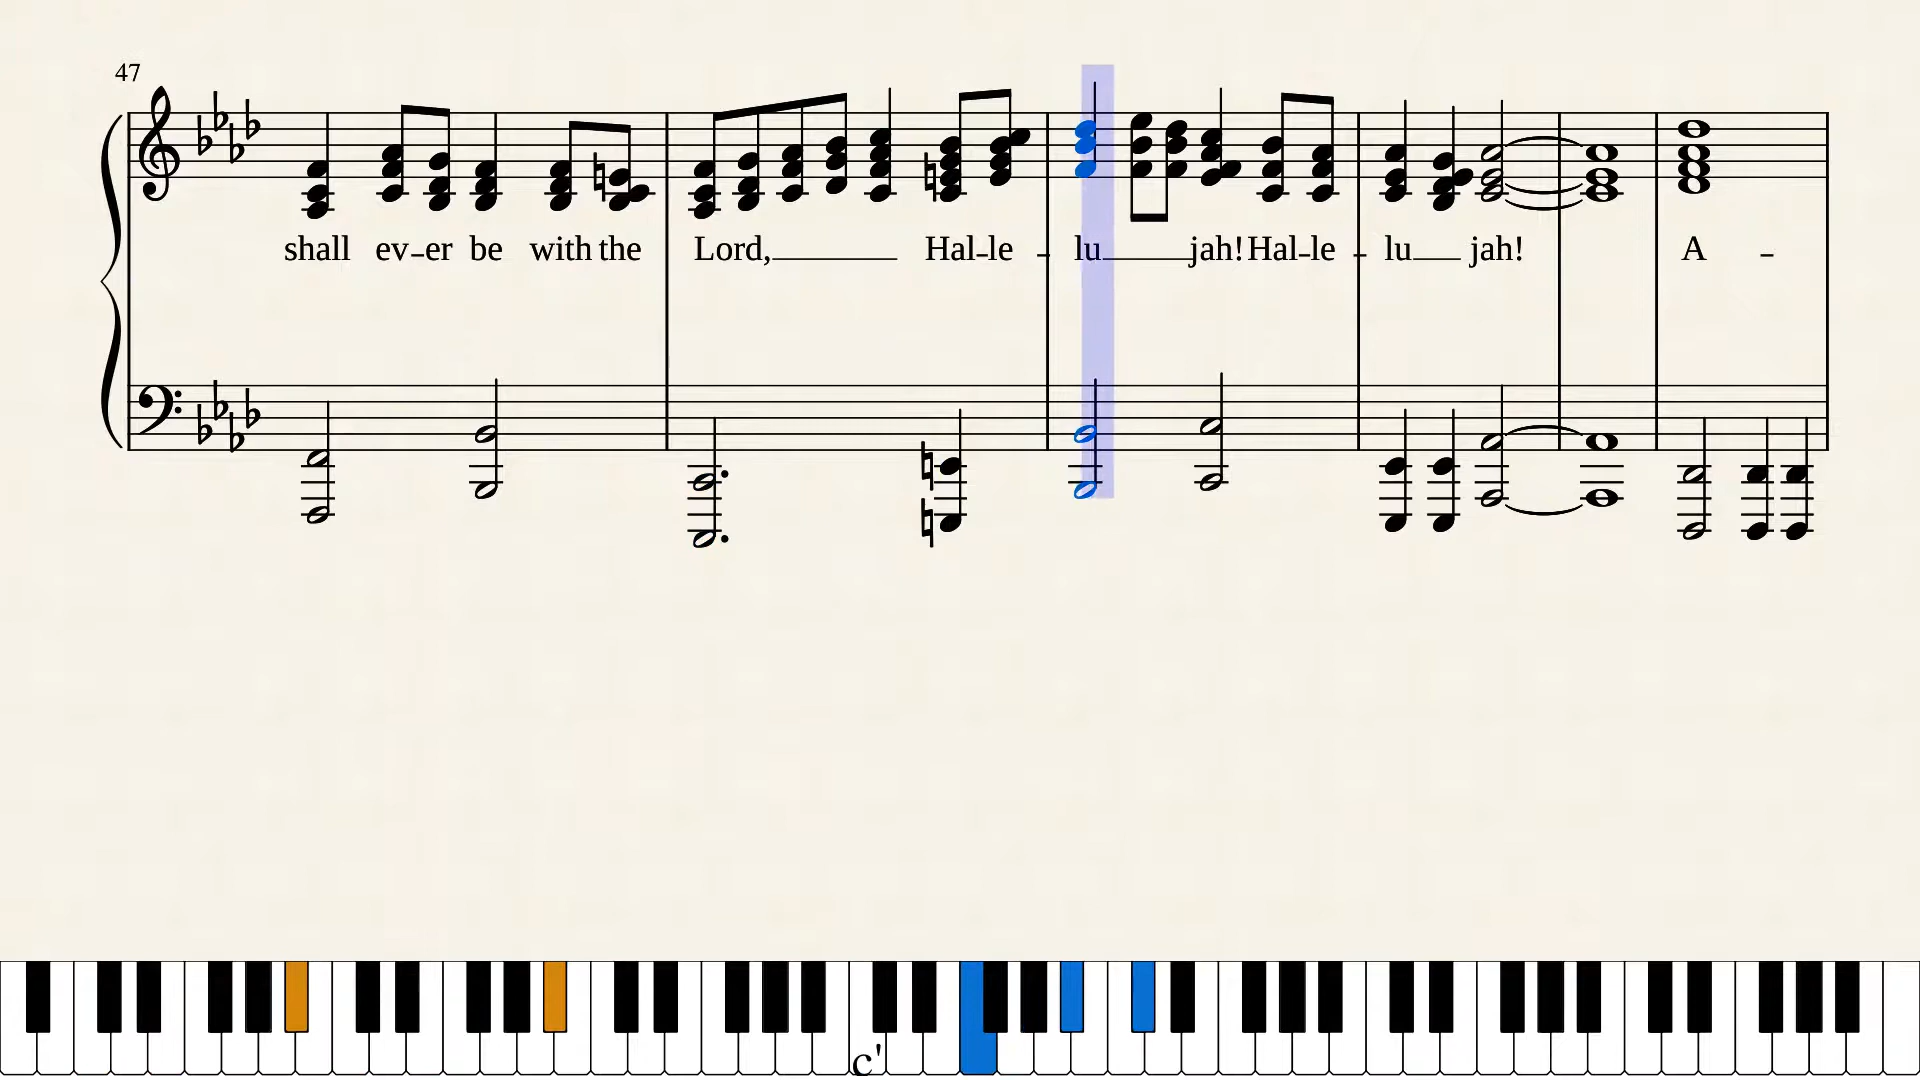 47
shall ev-er be with the Lord, Hal-le-lu jah! Hal-le-lu jah! A-
c'